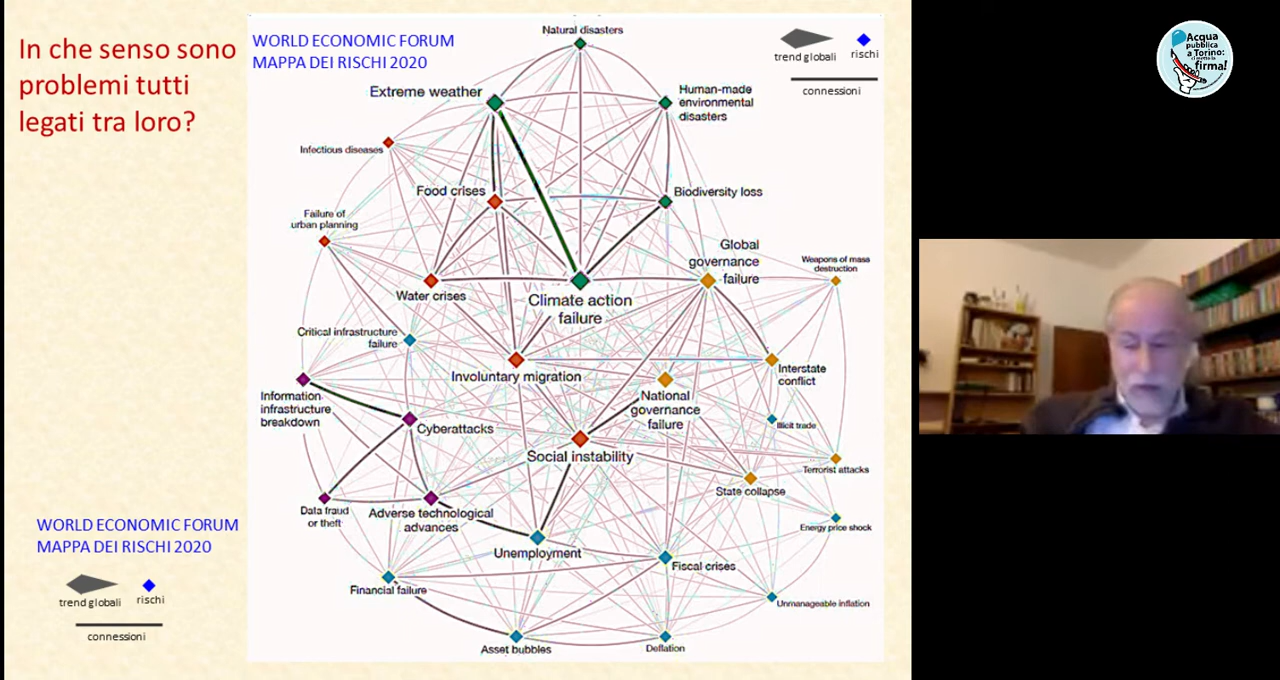 In che senso sono
problemi tutti
legati tra loro?
WORLD ECONOMIC FORUM
MAPPA DEI RISCHI 2020
trend globali
rischi
connessioni
Natural disasters
Extreme weather
Human-made
environmental
disasters
Infectious diseases
Food crises
Biodiversity loss
Failure of
urban planning
Global
governance
failure
Weapons of mass
destruction
Water crises
Climate action
failure
Critical infrastructure
failure
Involuntary migration
Interstate
conflict
Information
infrastructure
breakdown
National
governance
failure
Cyberattacks
Illicit trade
Social instability
Terrorist attacks
State collapse
Data fraud
or theft
Adverse technological
advances
Energy price shock
Unemployment
Fiscal crises
Financial failure
Unmanageable inflation
Asset bubbles
Deflation
WORLD ECONOMIC FORUM
MAPPA DEI RISCHI 2020
trend globali
rischi
connessioni
Acqua
pubblica
a Torino:
firma!